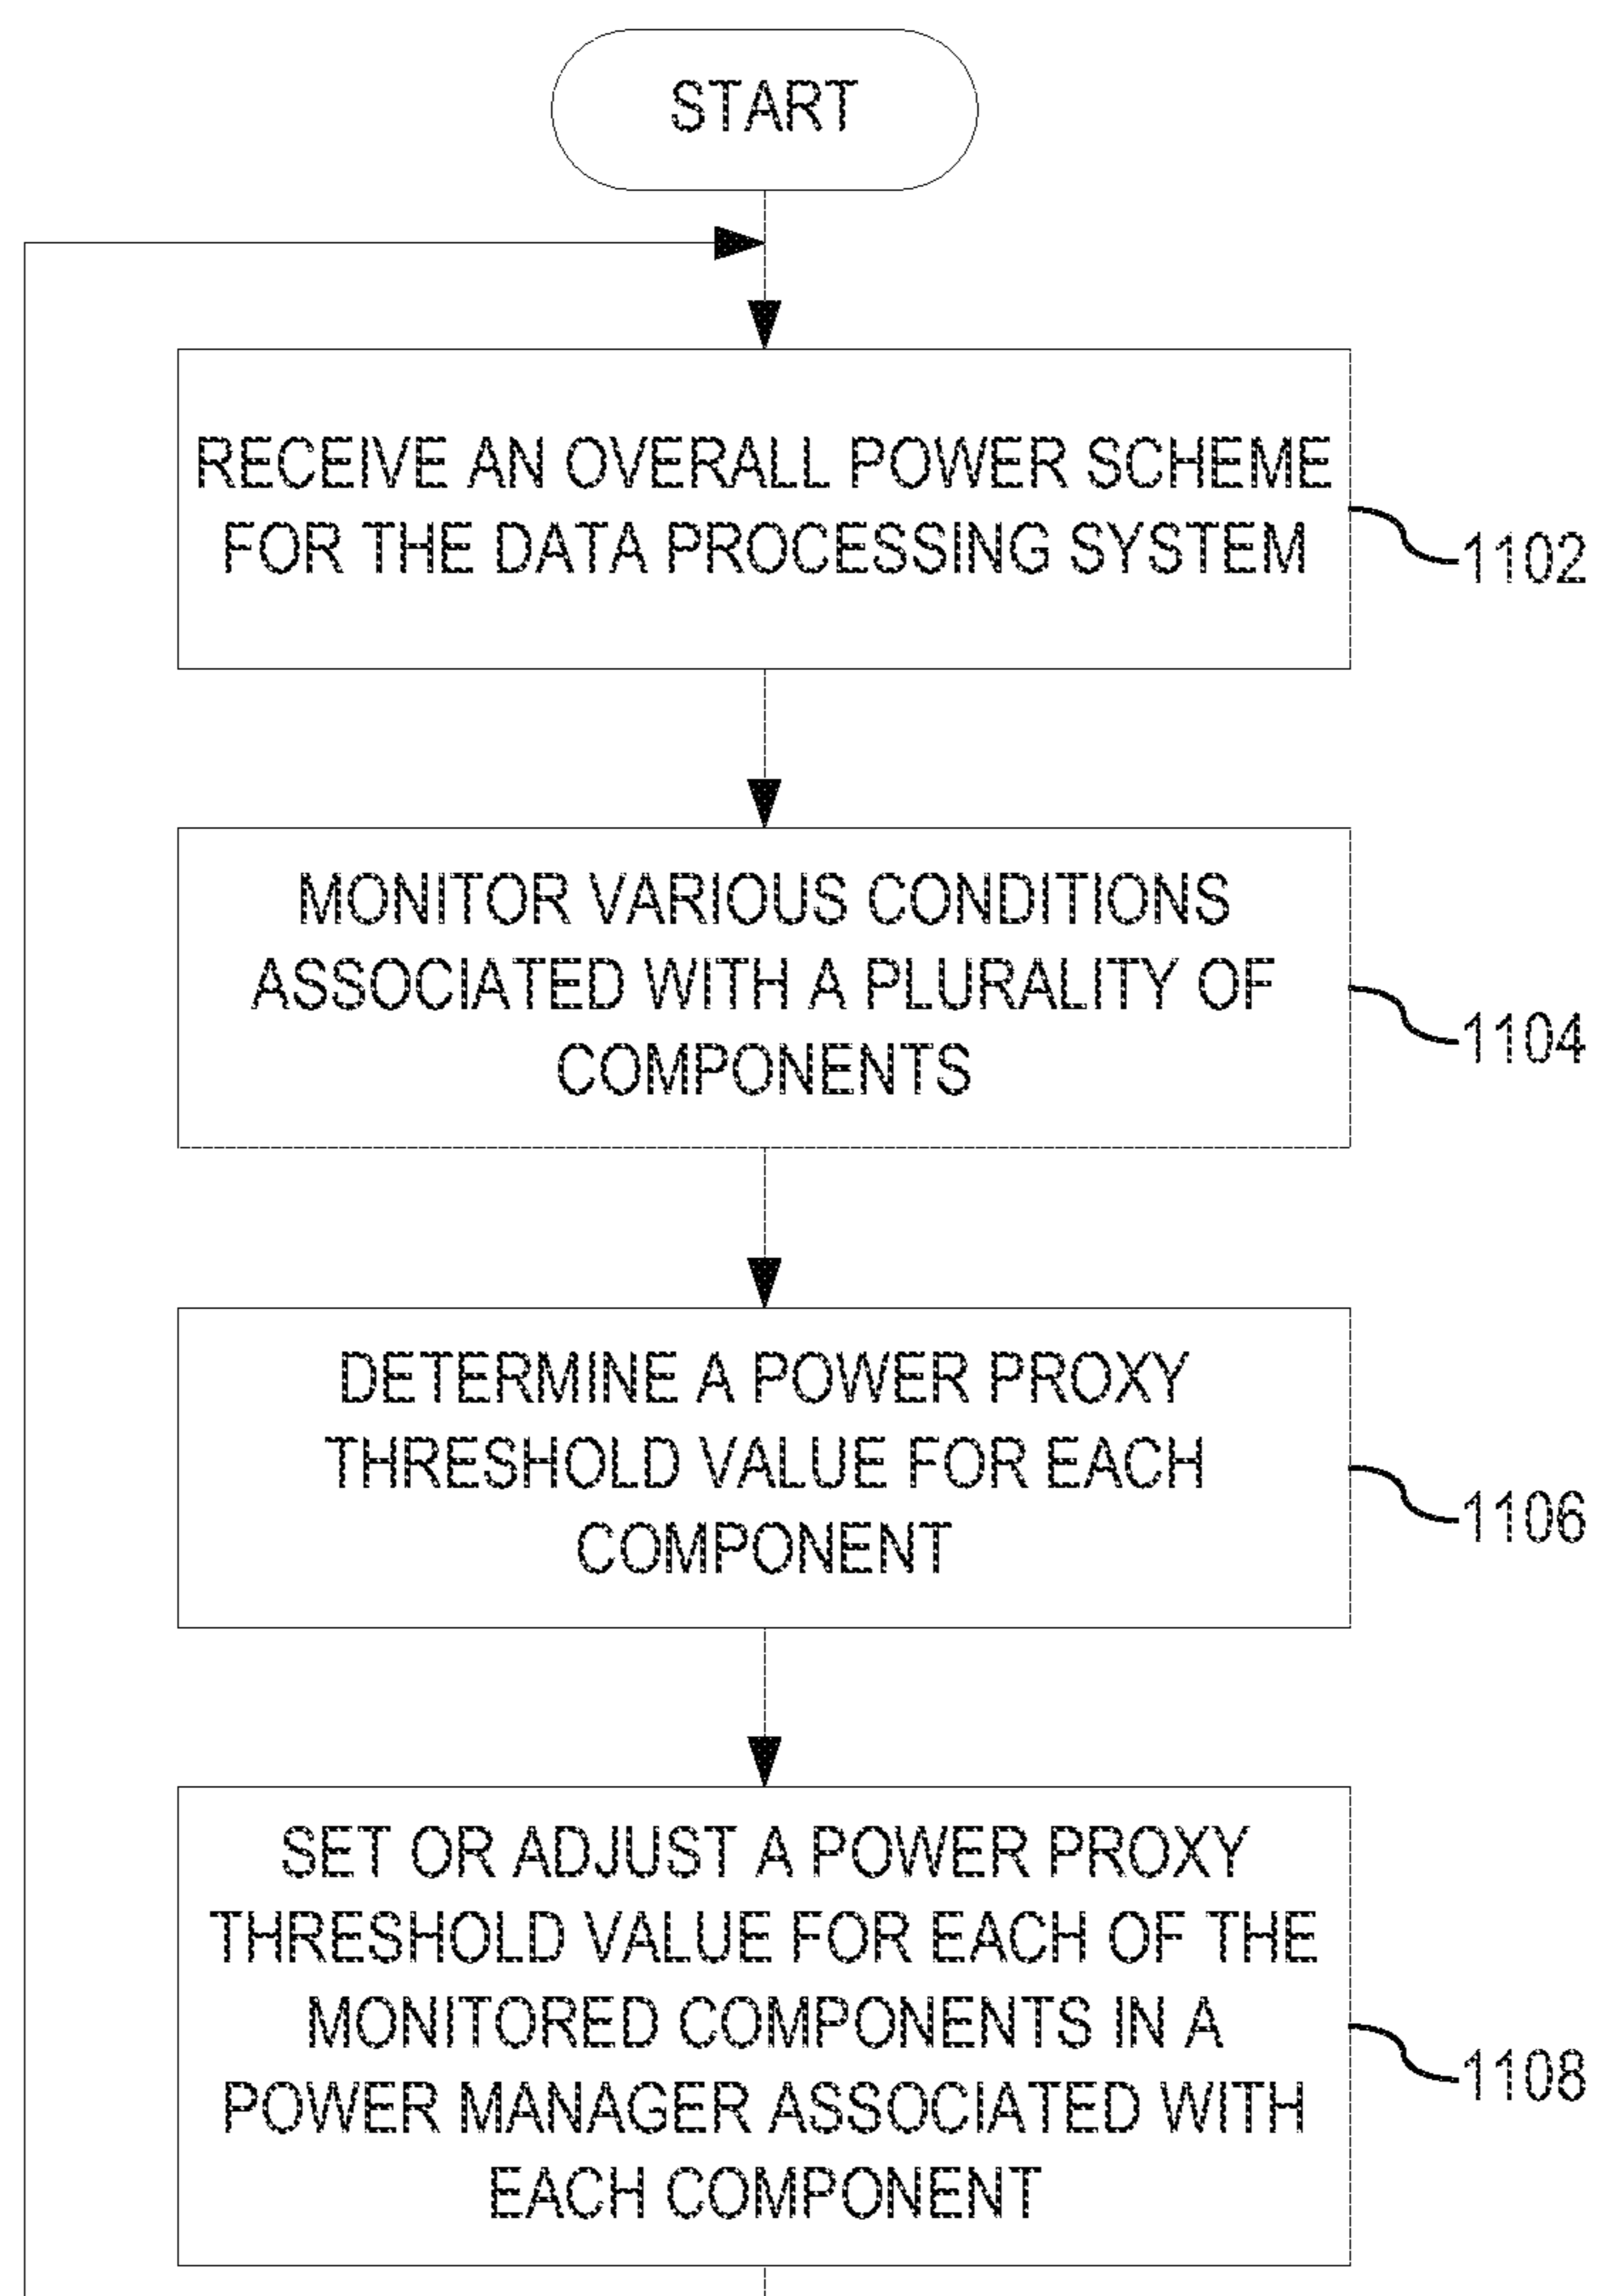 START
RECEIVE AN OVERALL POWER SCHEME
FOR THE DATA PROCESSING SYSTEM
1102
MONITOR VARIOUS CONDITIONS
ASSOCIATED WITH A PLURALITY OF
COMPONENTS
1104
DETERMINE A POWER PROXY
THRESHOLD VALUE FOR EACH
COMPONENT
1106
SET OR ADJUST A POWER PROXY
THRESHOLD VALUE FOR EACH OF THE
MONITORED COMPONENTS IN A
POWER MANAGER ASSOCIATED WITH
EACH COMPONENT
1108